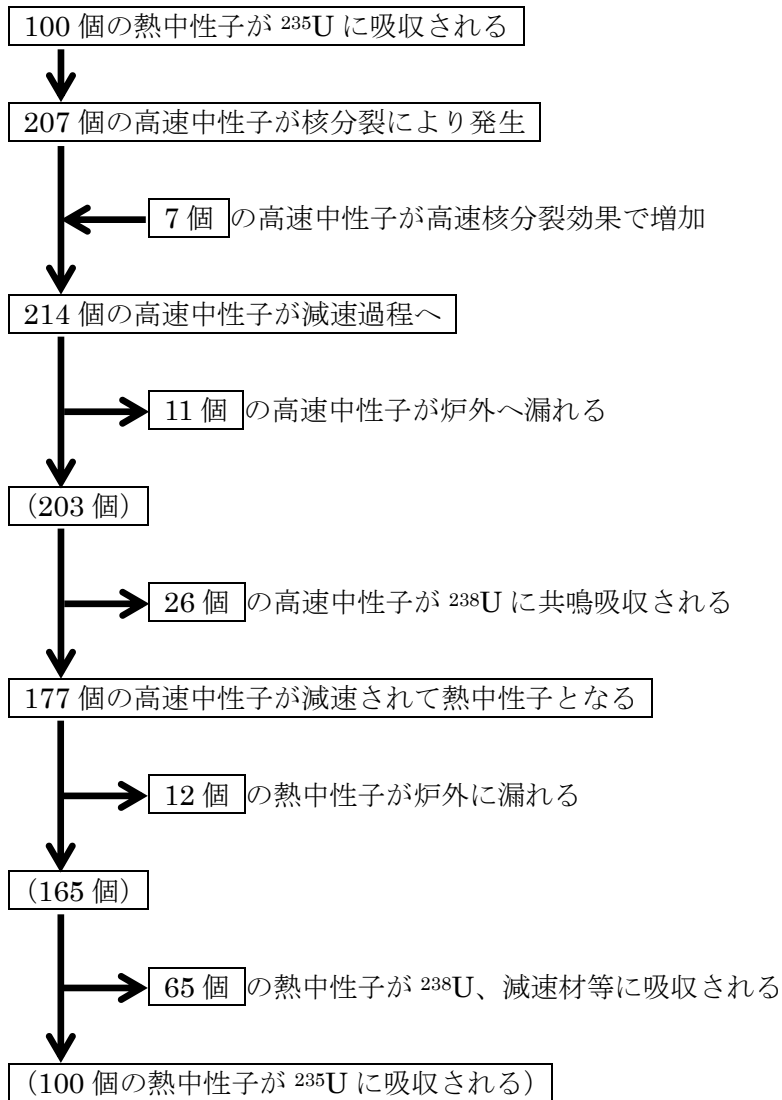 100 個の熱中性子が ²³⁵U に吸収される
207 個の高速中性子が核分裂により発生
7 個 の高速中性子が高速核分裂効果で増加
214 個の高速中性子が減速過程へ
11 個 の高速中性子が炉外へ漏れる
（203 個）
26 個 の高速中性子が ²³⁸U に共鳴吸収される
177 個の高速中性子が減速されて熱中性子となる
12 個 の熱中性子が炉外に漏れる
（165 個）
65 個 の熱中性子が ²³⁸U、減速材等に吸収される
（100 個の熱中性子が ²³⁵U に吸収される）